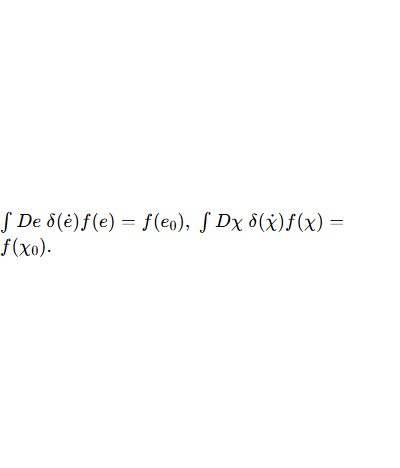 ∫ De δ(ė)f(e) = f(e₀), ∫ Dχ δ(χ̇)f(χ) =
f(χ₀).